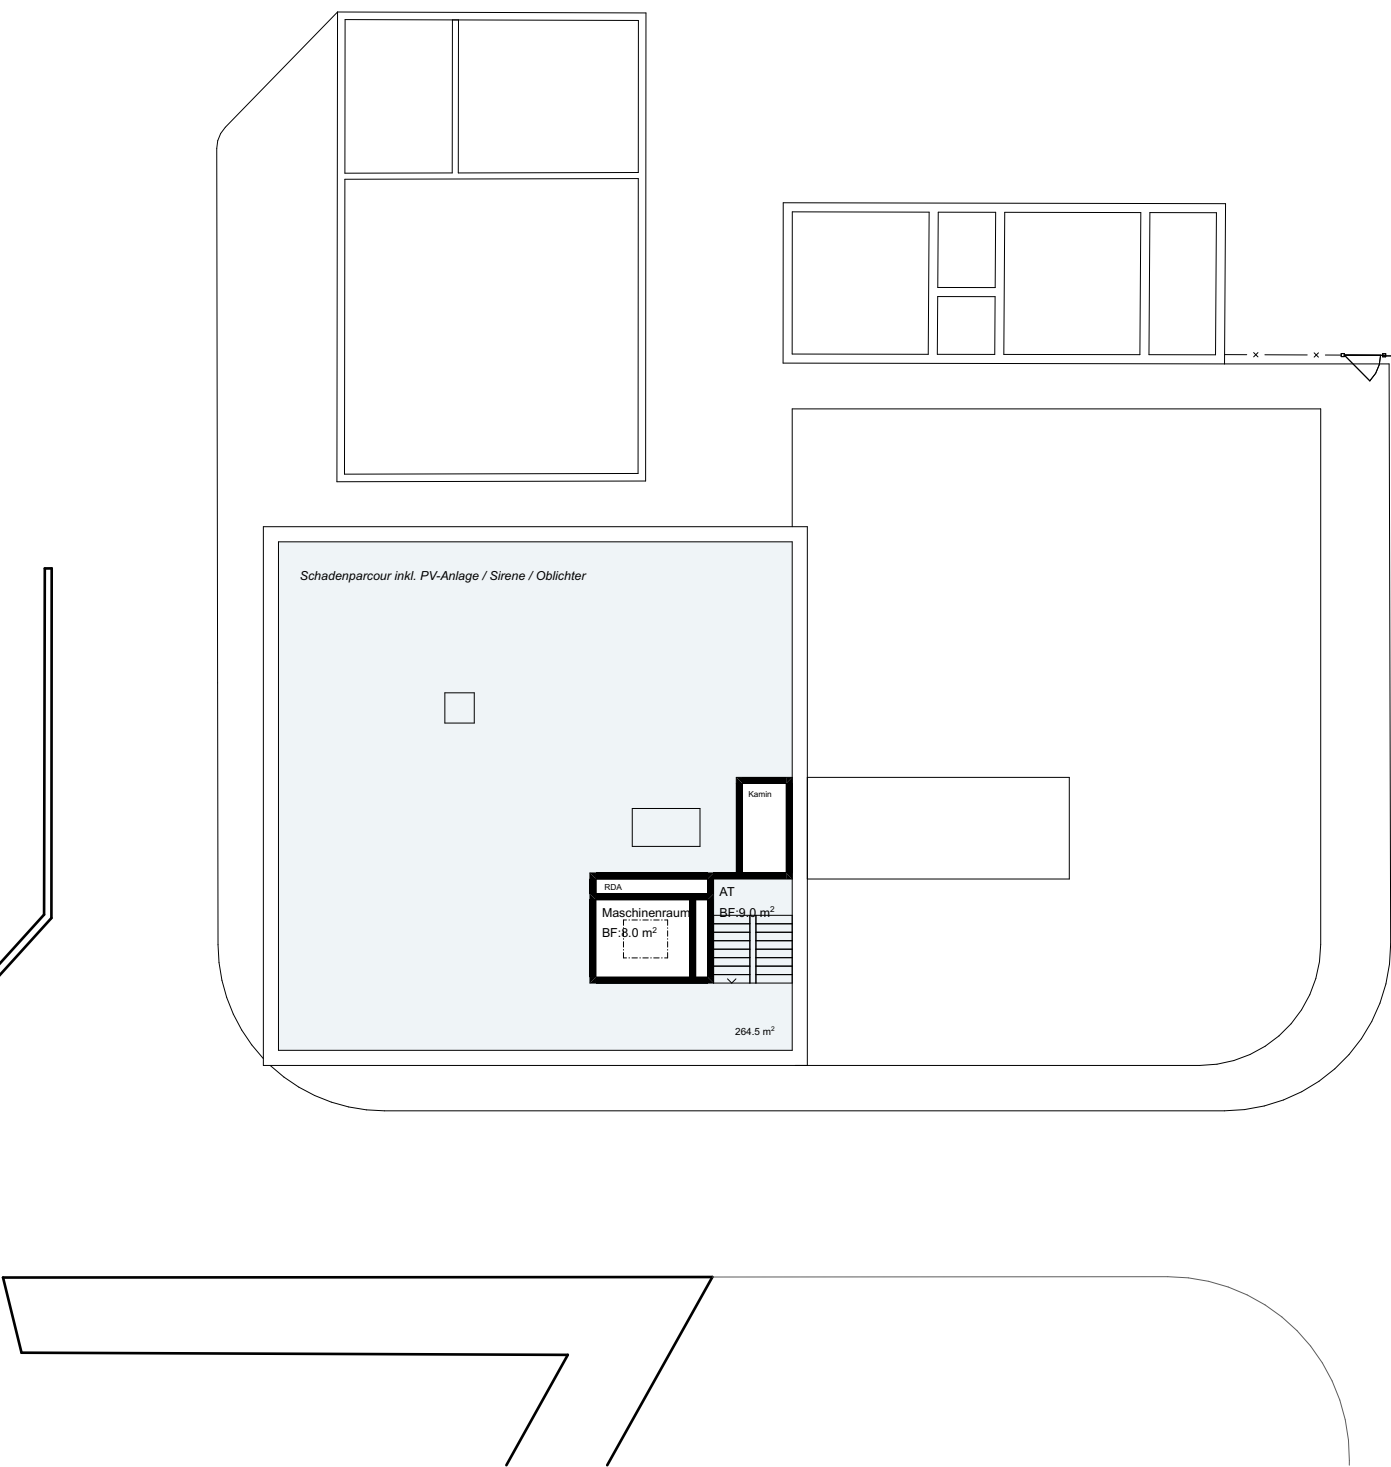 Schadenparcour inkl. PV-Anlage / Sirene / Oblichter
Kamin
RDA
AT
BF:9.0 m²
Maschinenraum
BF:8.0 m²
264.5 m²